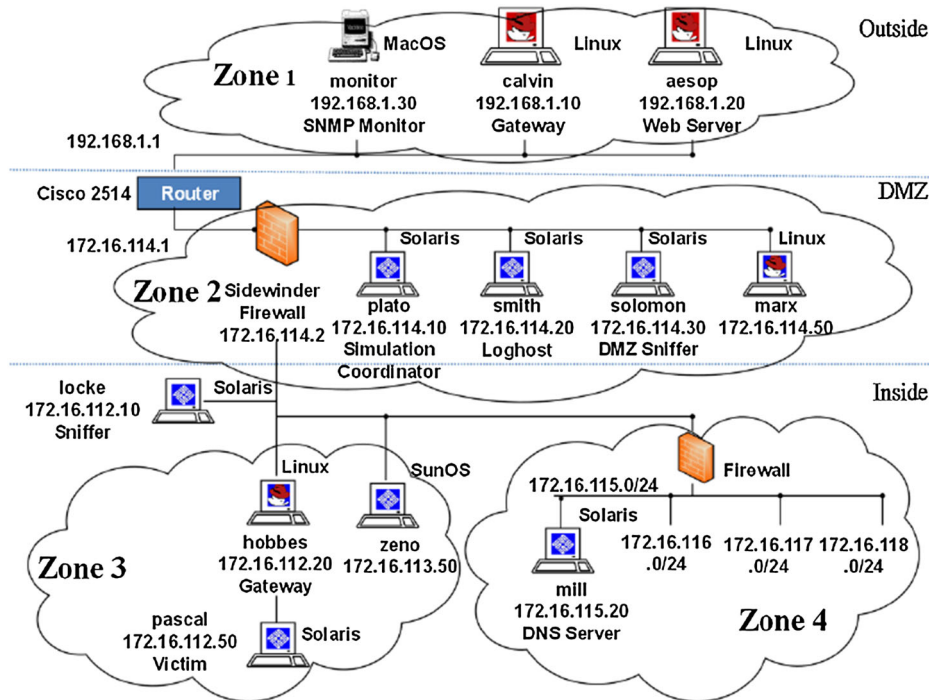 Outside
MacOS
Linux
Linux
Zone 1
monitor
192.168.1.30
SNMP Monitor
calvin
192.168.1.10
Gateway
aesop
192.168.1.20
Web Server
192.168.1.1
Cisco 2514
Router
DMZ
172.16.114.1
Solaris
Solaris
Solaris
Linux
Zone 2
Sidewinder
Firewall
172.16.114.2
plato
172.16.114.10
Simulation
Coordinator
smith
172.16.114.20
Loghost
solomon
172.16.114.30
DMZ Sniffer
marx
172.16.114.50
Inside
locke
172.16.112.10
Sniffer
Solaris
Linux
SunOS
Firewall
172.16.115.0/24
Zone 3
hobbes
172.16.112.20
Gateway
zeno
172.16.113.50
Solaris
mill
172.16.115.20
DNS Server
172.16.116
.0/24
172.16.117
.0/24
172.16.118
.0/24
Zone 4
pascal
172.16.112.50
Victim
Solaris